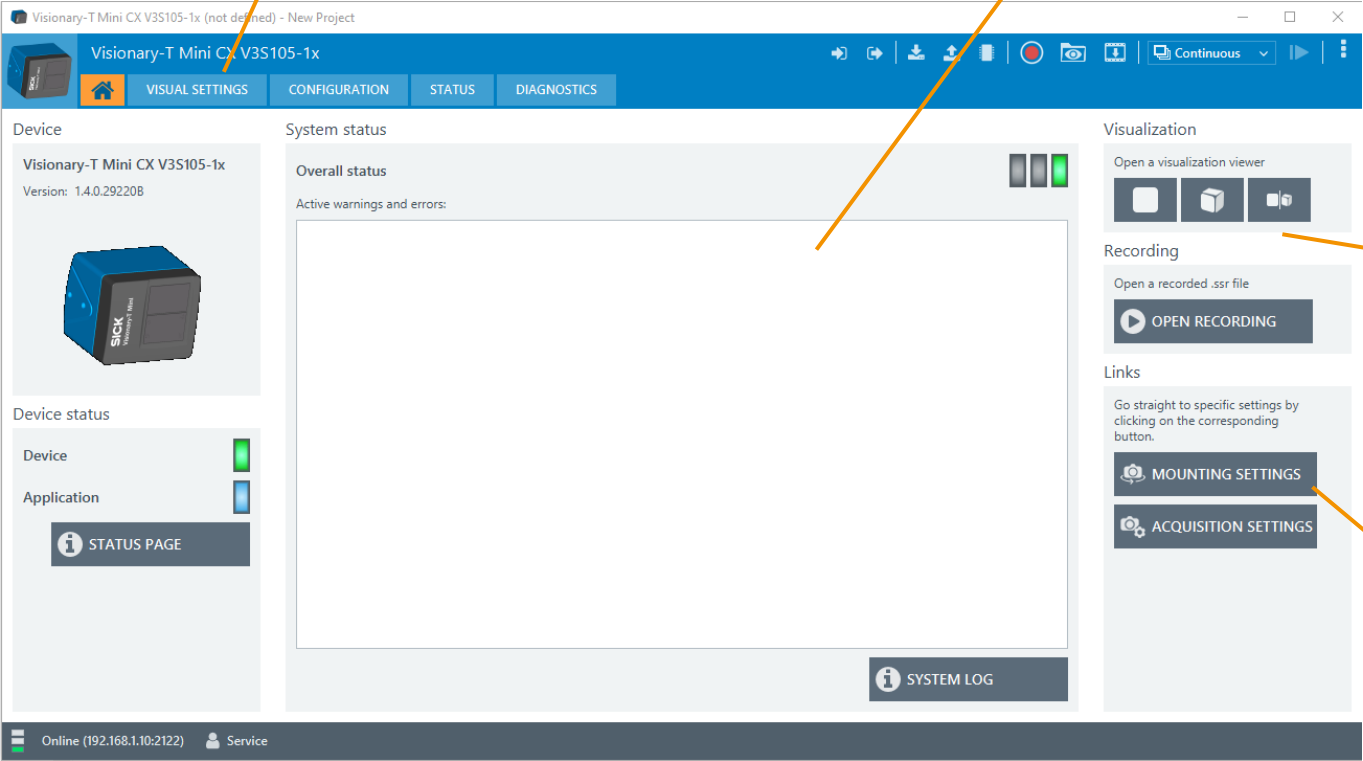 Visionary-T Mini CX V3S105-1x (not defined) - New Project
Visionary-T Mini CX V3S105-1x
Continuous
VISUAL SETTINGS
CONFIGURATION
STATUS
DIAGNOSTICS
Device
Visionary-T Mini CX V3S105-1x
Version: 1.4.0.29220B
SICK
Visionary-T Mini
Device status
Device
Application
STATUS PAGE
System status
Overall status
Active warnings and errors:
SYSTEM LOG
Visualization
Open a visualization viewer
Recording
Open a recorded .ssr file
OPEN RECORDING
Links
Go straight to specific settings by
clicking on the corresponding
button.
MOUNTING SETTINGS
ACQUISITION SETTINGS
Online (192.168.1.10:2122)
Service